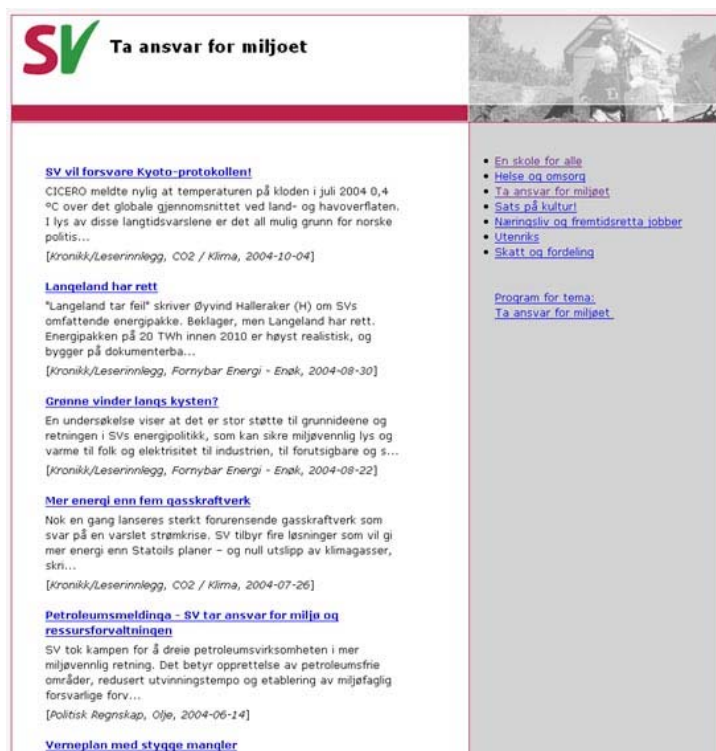 SV Ta ansvar for miljoet
SV vil forsvare Kyoto-protokollen!
CICERO meldte nylig at temperaturen på kloden i juli 2004 0,4
ºC over det globale gjennomsnittet ved land- og havoverflaten.
I lys av disse langtidsvarslene er det all mulig grunn for norske
politis...
[Kronikk/Leserinnlegg, CO2 / Klima, 2004-10-04]
Langeland har rett
"Langeland tar feil" skriver Øyvind Halleraker (H) om SVs
omfattende energipakke. Beklager, men Langeland har rett.
Energipakken på 20 TWh innen 2010 er høyst realistisk, og
bygger på dokumenterba...
[Kronikk/Leserinnlegg, Fornybar Energi - Enøk, 2004-08-30]
Grønne vinder langs kysten?
En undersøkelse viser at det er stor støtte til grunnideene og
retningen i SVs energipolitikk, som kan sikre miljøvennlig lys og
varme til folk og elektrisitet til industrien, til forutsigbare og s...
[Kronikk/Leserinnlegg, Fornybar Energi - Enøk, 2004-08-22]
Mer energi enn fem gasskraftverk
Nok en gang lanseres sterkt forurensende gasskraftverk som
svar på en varslet strømkrise. SV tilbyr fire løsninger som vil gi
mer energi enn Statoils planer – og null utslipp av klimagasser,
skri...
[Kronikk/Leserinnlegg, CO2 / Klima, 2004-07-26]
Petroleumsmeldinga - SV tar ansvar for miljø og
ressursforvaltningen
SV tok kampen for å dreie petroleumsvirksomheten i mer
miljøvennlig retning. Det betyr opprettelse av petroleumsfrie
områder, redusert utvinningstempo og etablering av miljøfaglig
forsvarlige forv...
[Politisk Regnskap, Olje, 2004-06-14]
Verneplan med stygge mangler
En skole for alle
Helse og omsorg
Ta ansvar for miljøet
Sats på kultur!
Næringsliv og fremtidsretta jobber
Utenriks
Skatt og fordeling
Program for tema:
Ta ansvar for miljøet